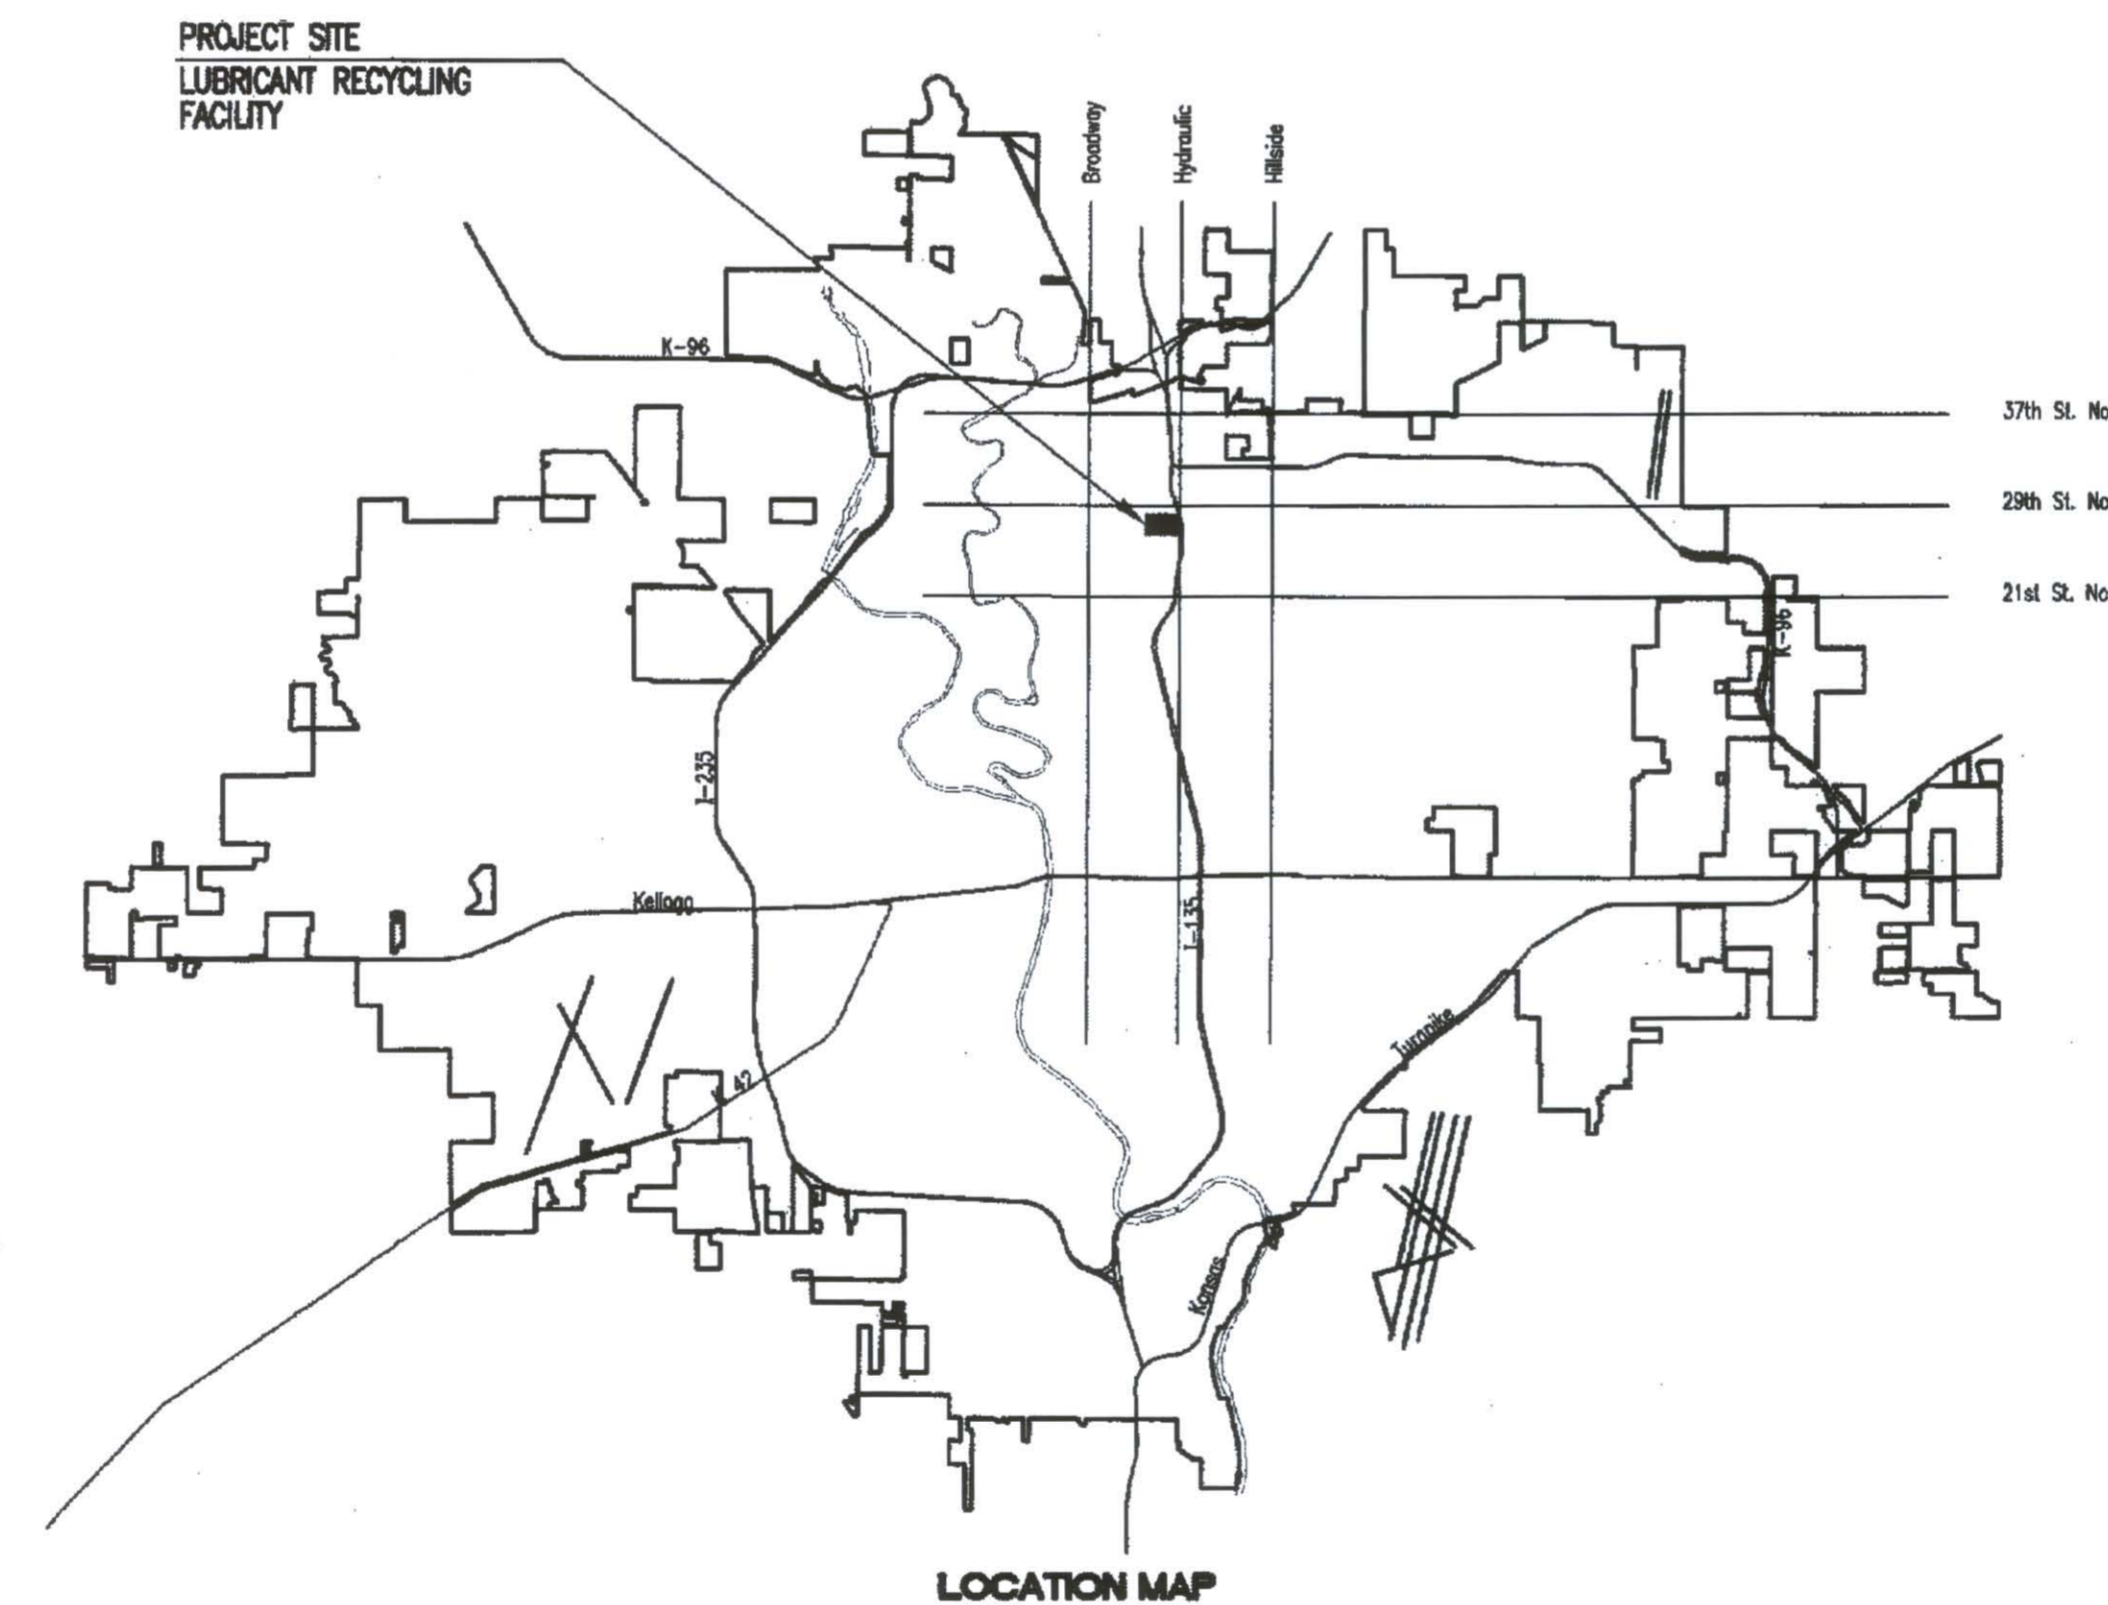 PROJECT SITE
LUBRICANT RECYCLING
FACILITY
Broadway
Hydraulic
Hillside
K-96
37th St. No
29th St. No
21st St. No
K-96
I-235
Kellogg
I-135
Turnpike
42
Kansas
LOCATION MAP